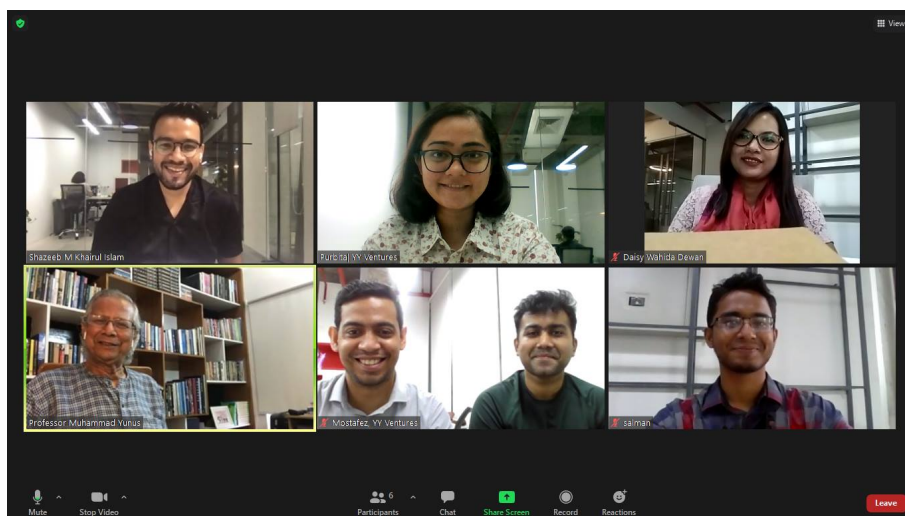 View
Shazeeb M Khairul Islam
Purbita| YY Ventures
Daisy Wahida Dewan
Professor Muhammad Yunus
Mostafez, YY Ventures
salman
Mute
Stop Video
6
Participants
Chat
Share Screen
Record
Reactions
Leave